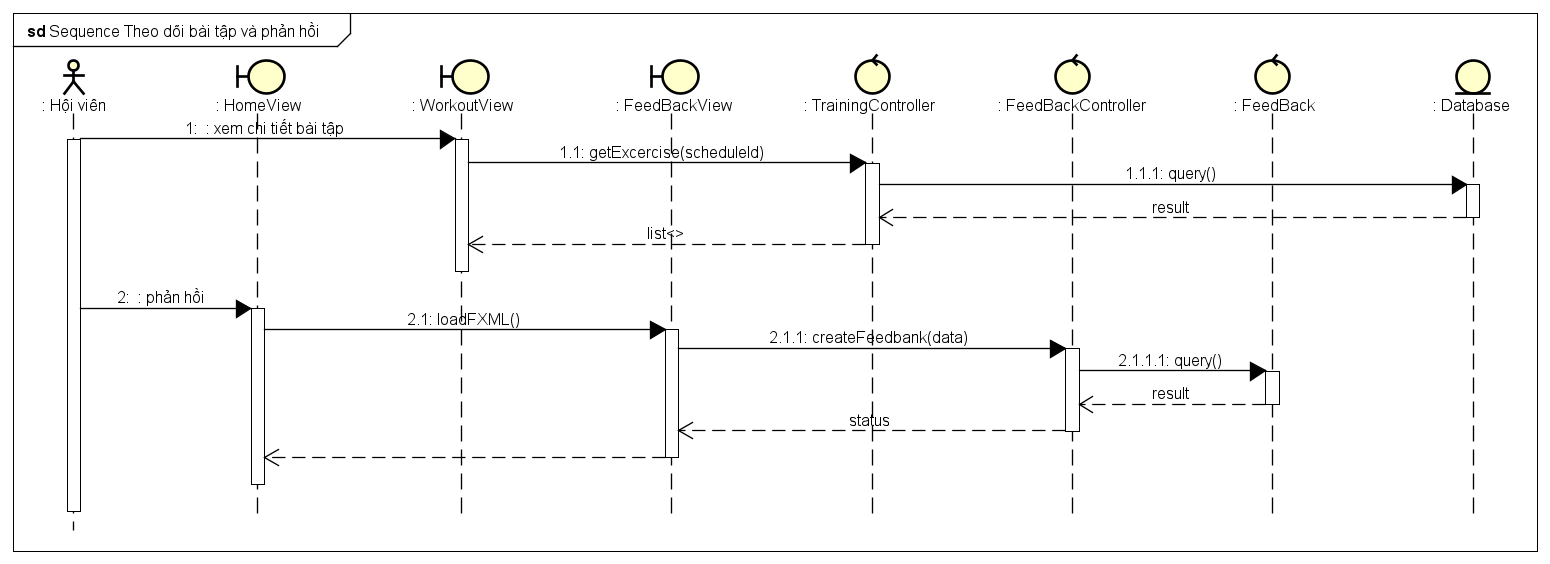 sd Sequence Theo dõi bài tập và phản hồi
: Hội viên
: HomeView
: WorkoutView
: FeedBackView
: TrainingController
: FeedBackController
: FeedBack
: Database
1: : xem chi tiết bài tập
1.1: getExcercise(scheduleId)
1.1.1: query()
result
list<>
2: : phản hồi
2.1: loadFXML()
2.1.1: createFeedbank(data)
2.1.1.1: query()
result
status